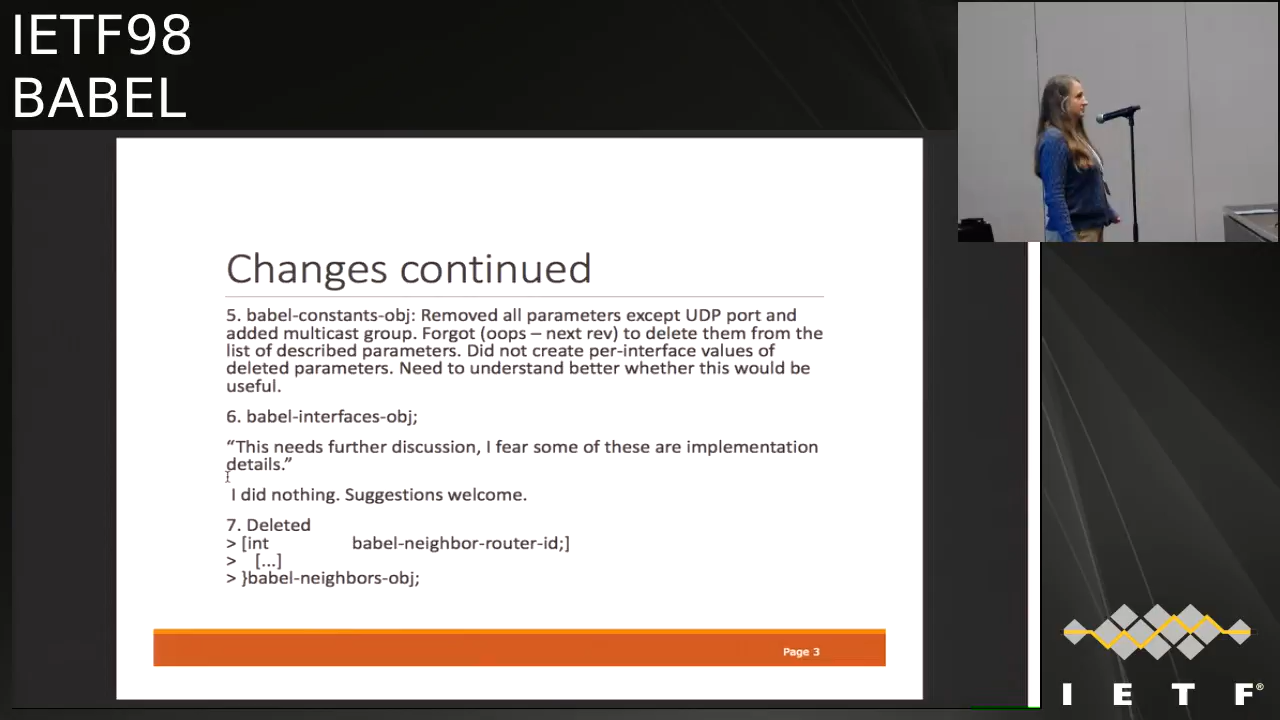 IETF98
BABEL
Changes continued
5. babel-constants-obj: Removed all parameters except UDP port and
added multicast group. Forgot (oops – next rev) to delete them from the
list of described parameters. Did not create per-interface values of
deleted parameters. Need to understand better whether this would be
useful.
6. babel-interfaces-obj;
“This needs further discussion, I fear some of these are implementation
details.”
I did nothing. Suggestions welcome.
7. Deleted
> [int babel-neighbor-router-id;]
> [...]
> }babel-neighbors-obj;
Page 3
I E T F®